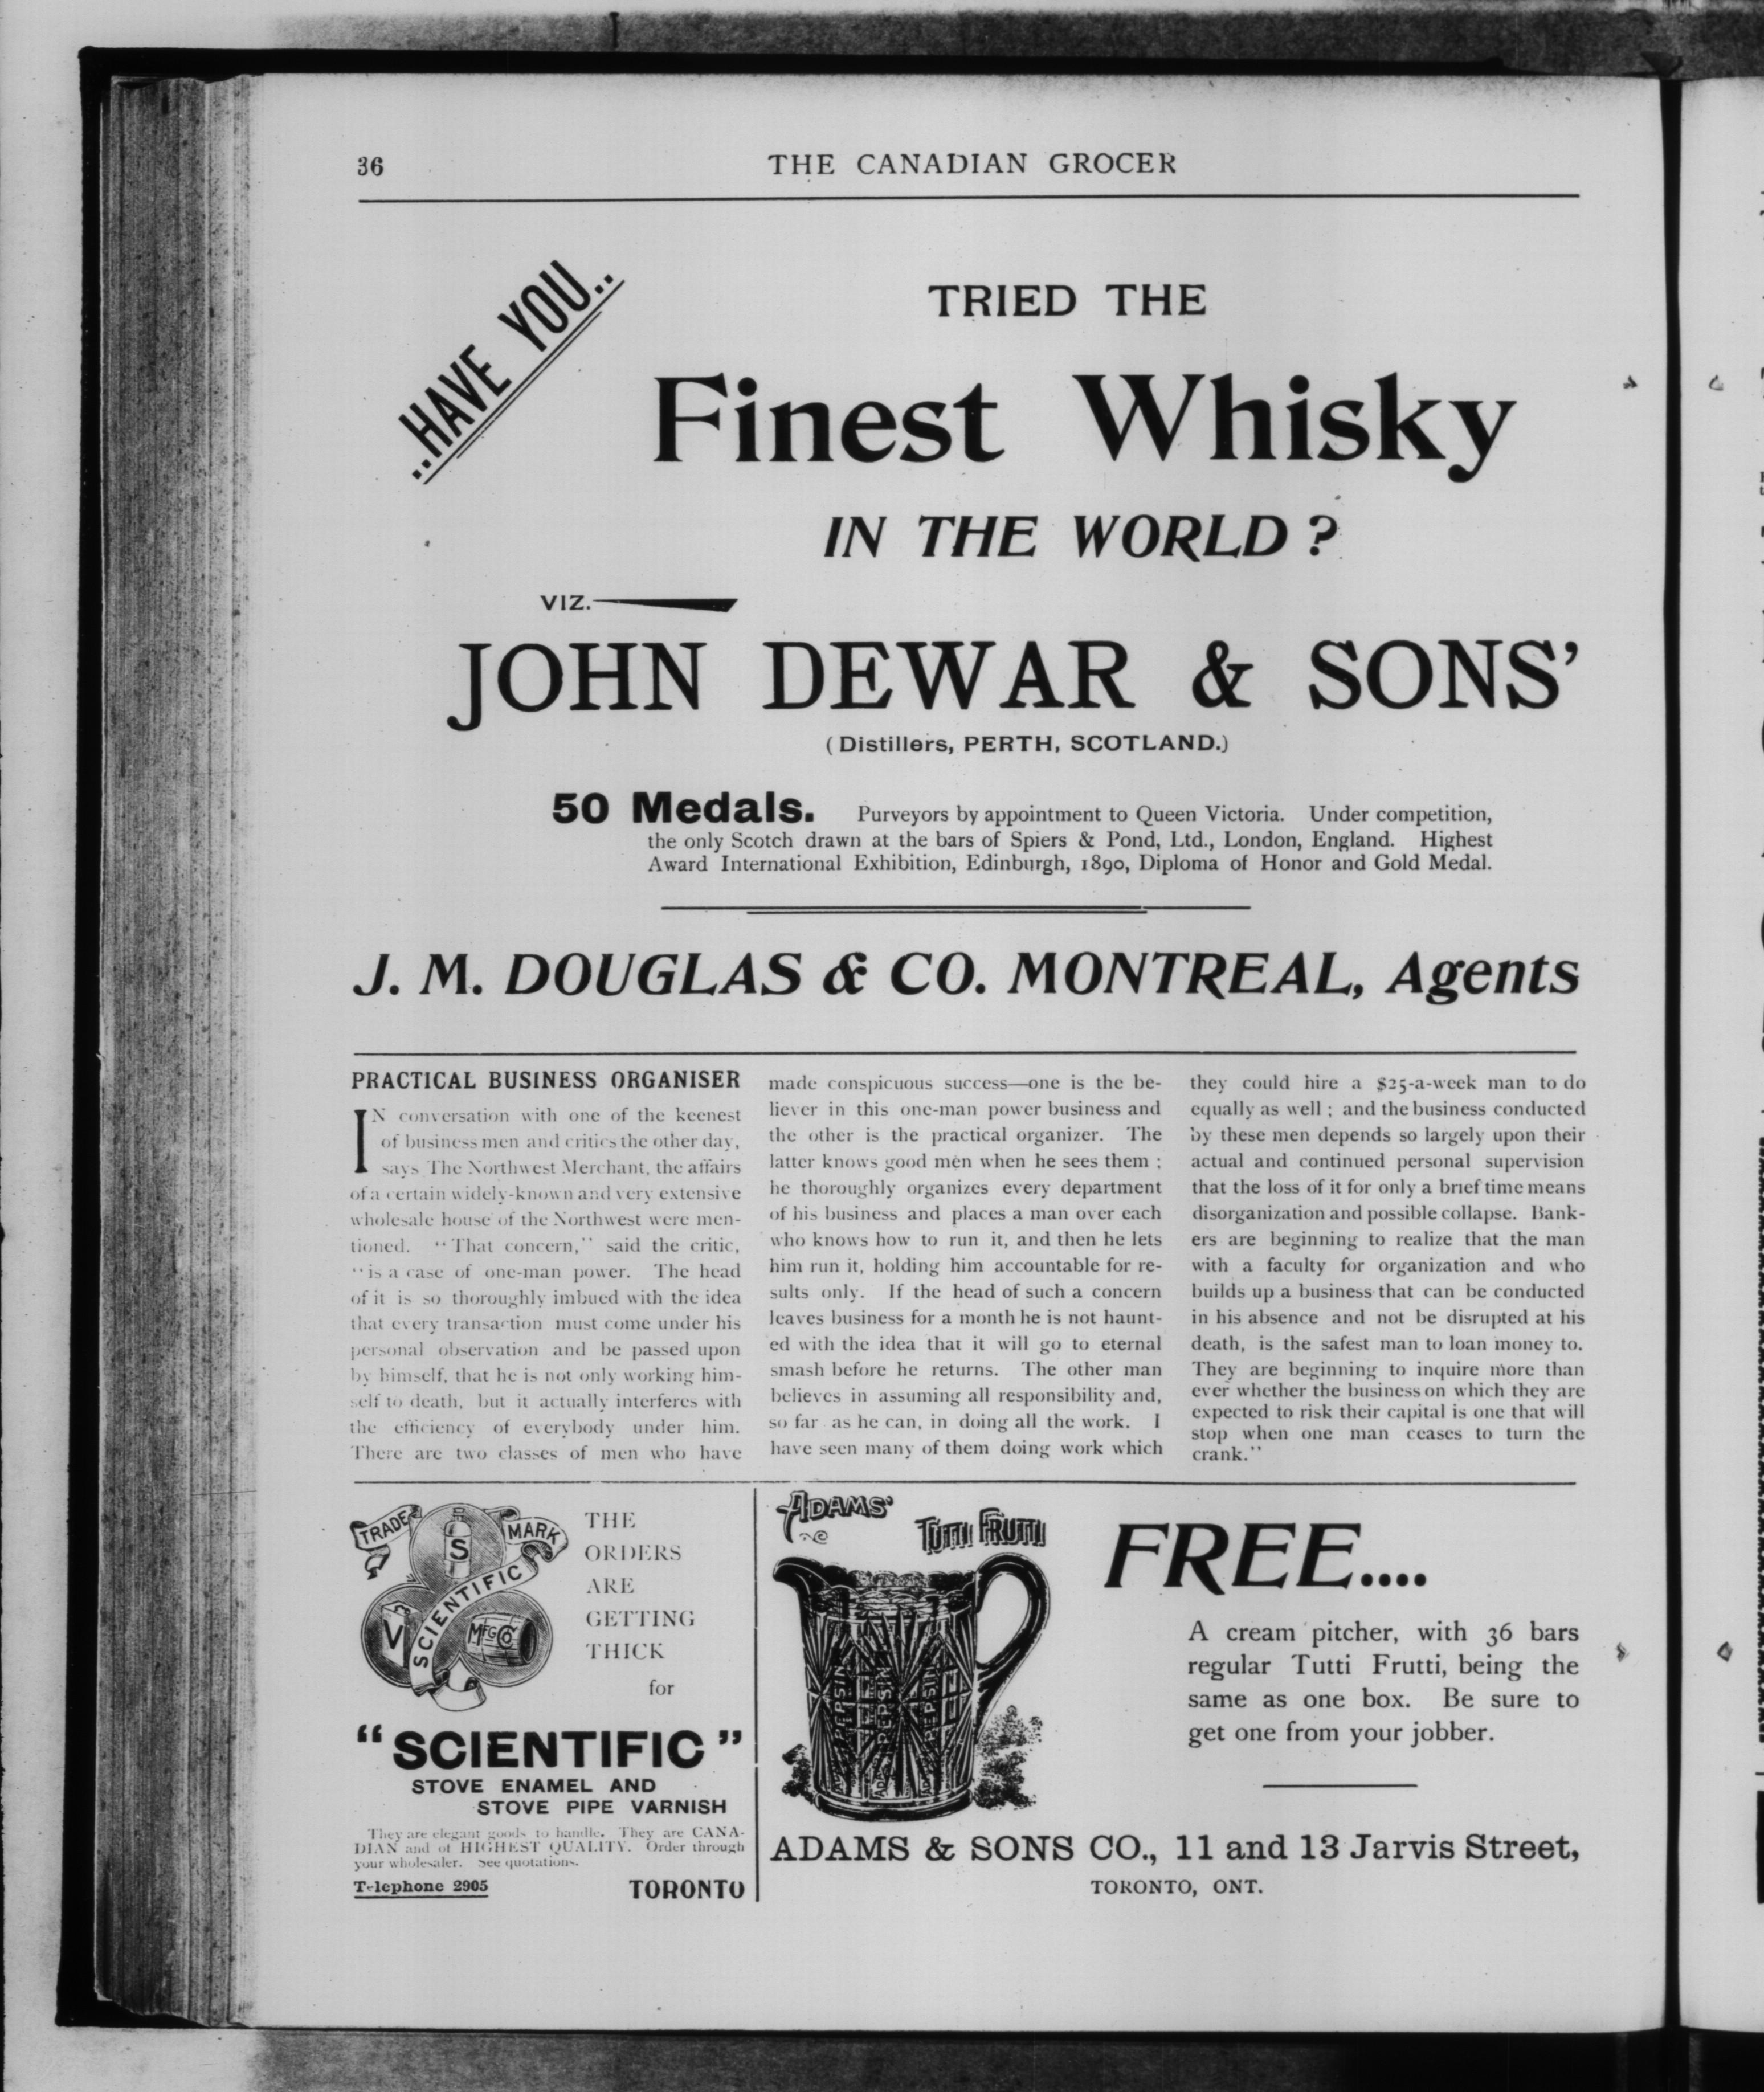 36
THE CANADIAN GROCER
..HAVE YOU..
TRIED THE
Finest Whisky
IN THE WORLD ?
VIZ.
JOHN DEWAR & SONS'
(Distillers, PERTH, SCOTLAND.)
50 Medals. Purveyors by appointment to Queen Victoria. Under competition,
the only Scotch drawn at the bars of Spiers & Pond, Ltd., London, England. Highest
Award International Exhibition, Edinburgh, 1890, Diploma of Honor and Gold Medal.
J. M. DOUGLAS & CO. MONTREAL, Agents
PRACTICAL BUSINESS ORGANISER
IN conversation with one of the keenest
of business men and critics the other day,
says The Northwest Merchant, the affairs
of a certain widely-known and very extensive
wholesale house of the Northwest were men-
tioned. "That concern," said the critic,
"is a case of one-man power. The head
of it is so thoroughly imbued with the idea
that every transaction must come under his
personal observation and be passed upon
by himself, that he is not only working him-
self to death, but it actually interferes with
the efficiency of everybody under him.
There are two classes of men who have
made conspicuous success—one is the be-
liever in this one-man power business and
the other is the practical organizer. The
latter knows good men when he sees them ;
he thoroughly organizes every department
of his business and places a man over each
who knows how to run it, and then he lets
him run it, holding him accountable for re-
sults only. If the head of such a concern
leaves business for a month he is not haunt-
ed with the idea that it will go to eternal
smash before he returns. The other man
believes in assuming all responsibility and,
so far as he can, in doing all the work. I
have seen many of them doing work which
they could hire a $25-a-week man to do
equally as well ; and the business conducted
by these men depends so largely upon their
actual and continued personal supervision
that the loss of it for only a brief time means
disorganization and possible collapse. Bank-
ers are beginning to realize that the man
with a faculty for organization and who
builds up a business that can be conducted
in his absence and not be disrupted at his
death, is the safest man to loan money to.
They are beginning to inquire more than
ever whether the business on which they are
expected to risk their capital is one that will
stop when one man ceases to turn the
crank."
TRADE MARK
S
SCIENTIFIC
V
MFG CO
THE
ORDERS
ARE
GETTING
THICK
for
"SCIENTIFIC"
STOVE ENAMEL AND
STOVE PIPE VARNISH
They are elegant goods to handle. They are CANA-
DIAN and of HIGHEST QUALITY. Order through
your wholesaler. See quotations.
Telephone 2905 TORONTO
ADAMS'
TUTTI FRUTTI
PEPSIN
PEPSIN
PEPSIN
FREE....
A cream pitcher, with 36 bars
regular Tutti Frutti, being the
same as one box. Be sure to
get one from your jobber.
ADAMS & SONS CO., 11 and 13 Jarvis Street,
TORONTO, ONT.